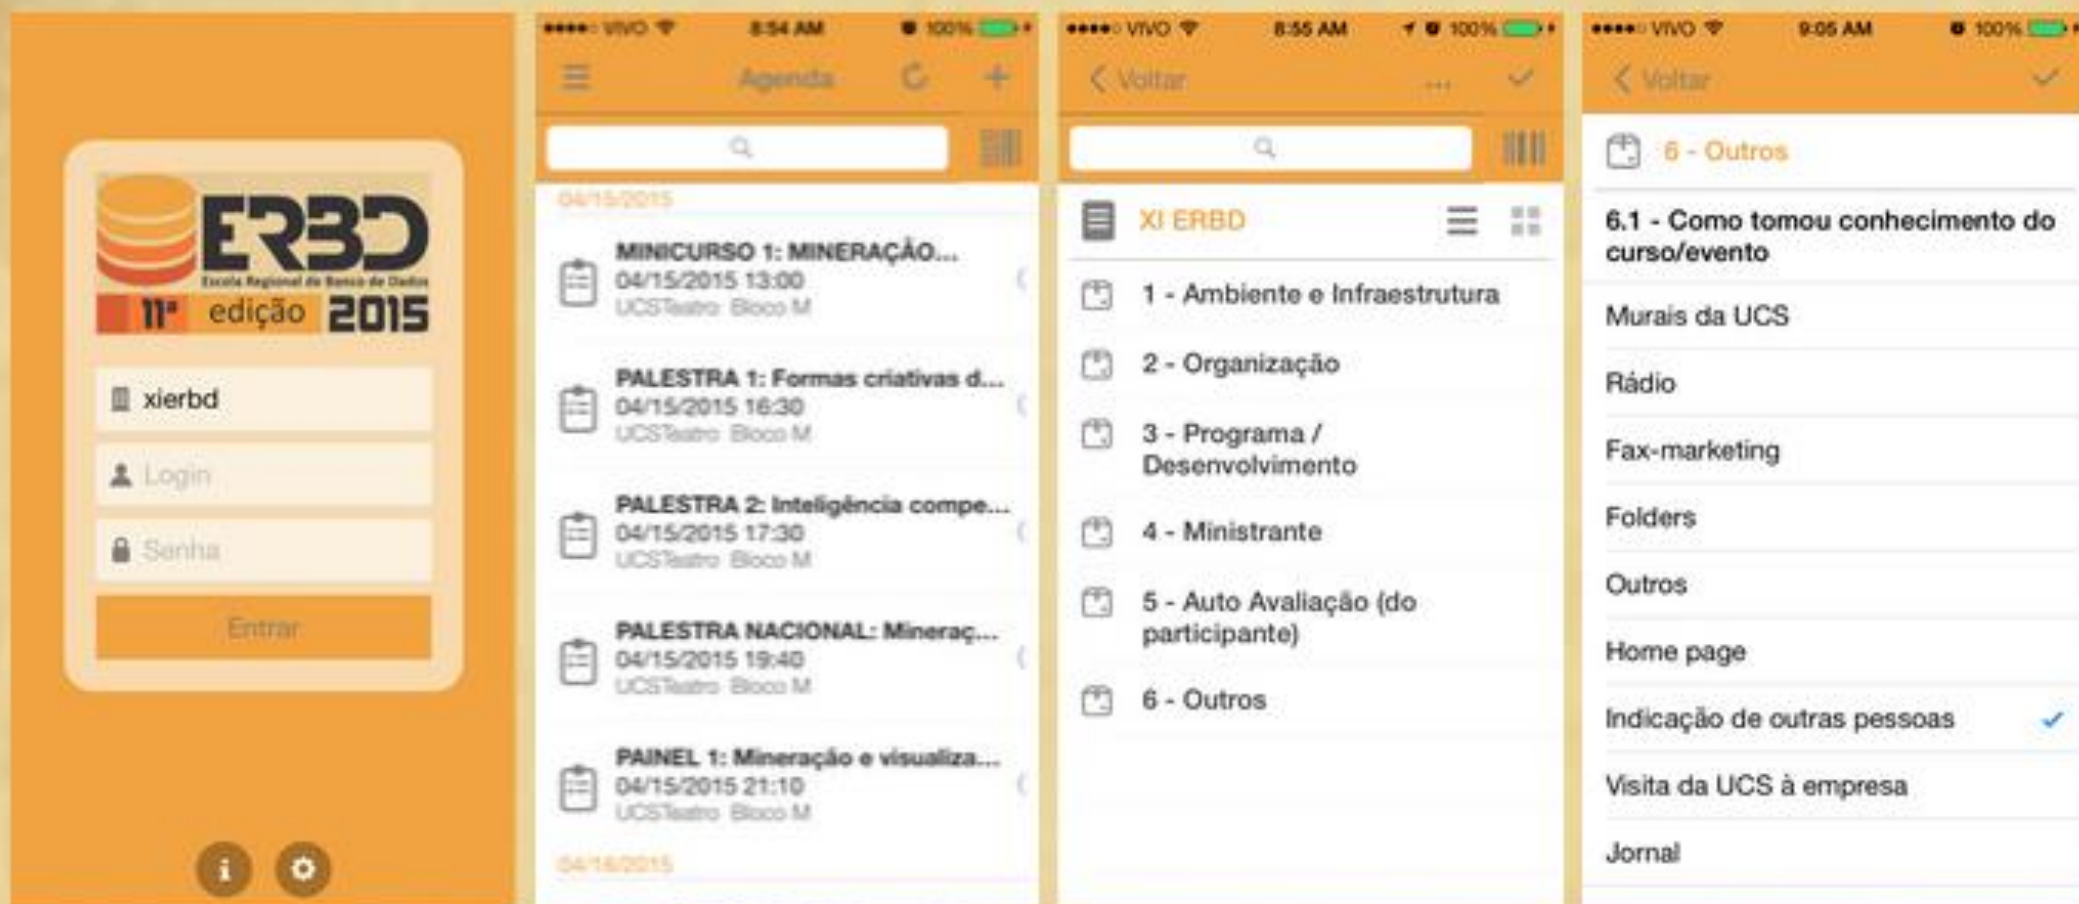 ERBD
Escola Regional de Banco de Dados
11ª edição 2015
xierbd
Login
Senha
Entrar
VIVO 8:54 AM 100%
Agenda
04/15/2015
MINICURSO 1: MINERAÇÃO...
04/15/2015 13:00
UCSTeatro Bloco M
PALESTRA 1: Formas criativas d...
04/15/2015 16:30
UCSTeatro Bloco M
PALESTRA 2: Inteligência compe...
04/15/2015 17:30
UCSTeatro Bloco M
PALESTRA NACIONAL: Mineraç...
04/15/2015 19:40
UCSTeatro Bloco M
PAINEL 1: Mineração e visualiza...
04/15/2015 21:10
UCSTeatro Bloco M
04/16/2015
VIVO 8:55 AM 100%
Voltar ...
XI ERBD
1 - Ambiente e Infraestrutura
2 - Organização
3 - Programa /
Desenvolvimento
4 - Ministrante
5 - Auto Avaliação (do
participante)
6 - Outros
VIVO 9:05 AM 100%
Voltar
6 - Outros
6.1 - Como tomou conhecimento do
curso/evento
Murais da UCS
Rádio
Fax-marketing
Folders
Outros
Home page
Indicação de outras pessoas
Visita da UCS à empresa
Jornal